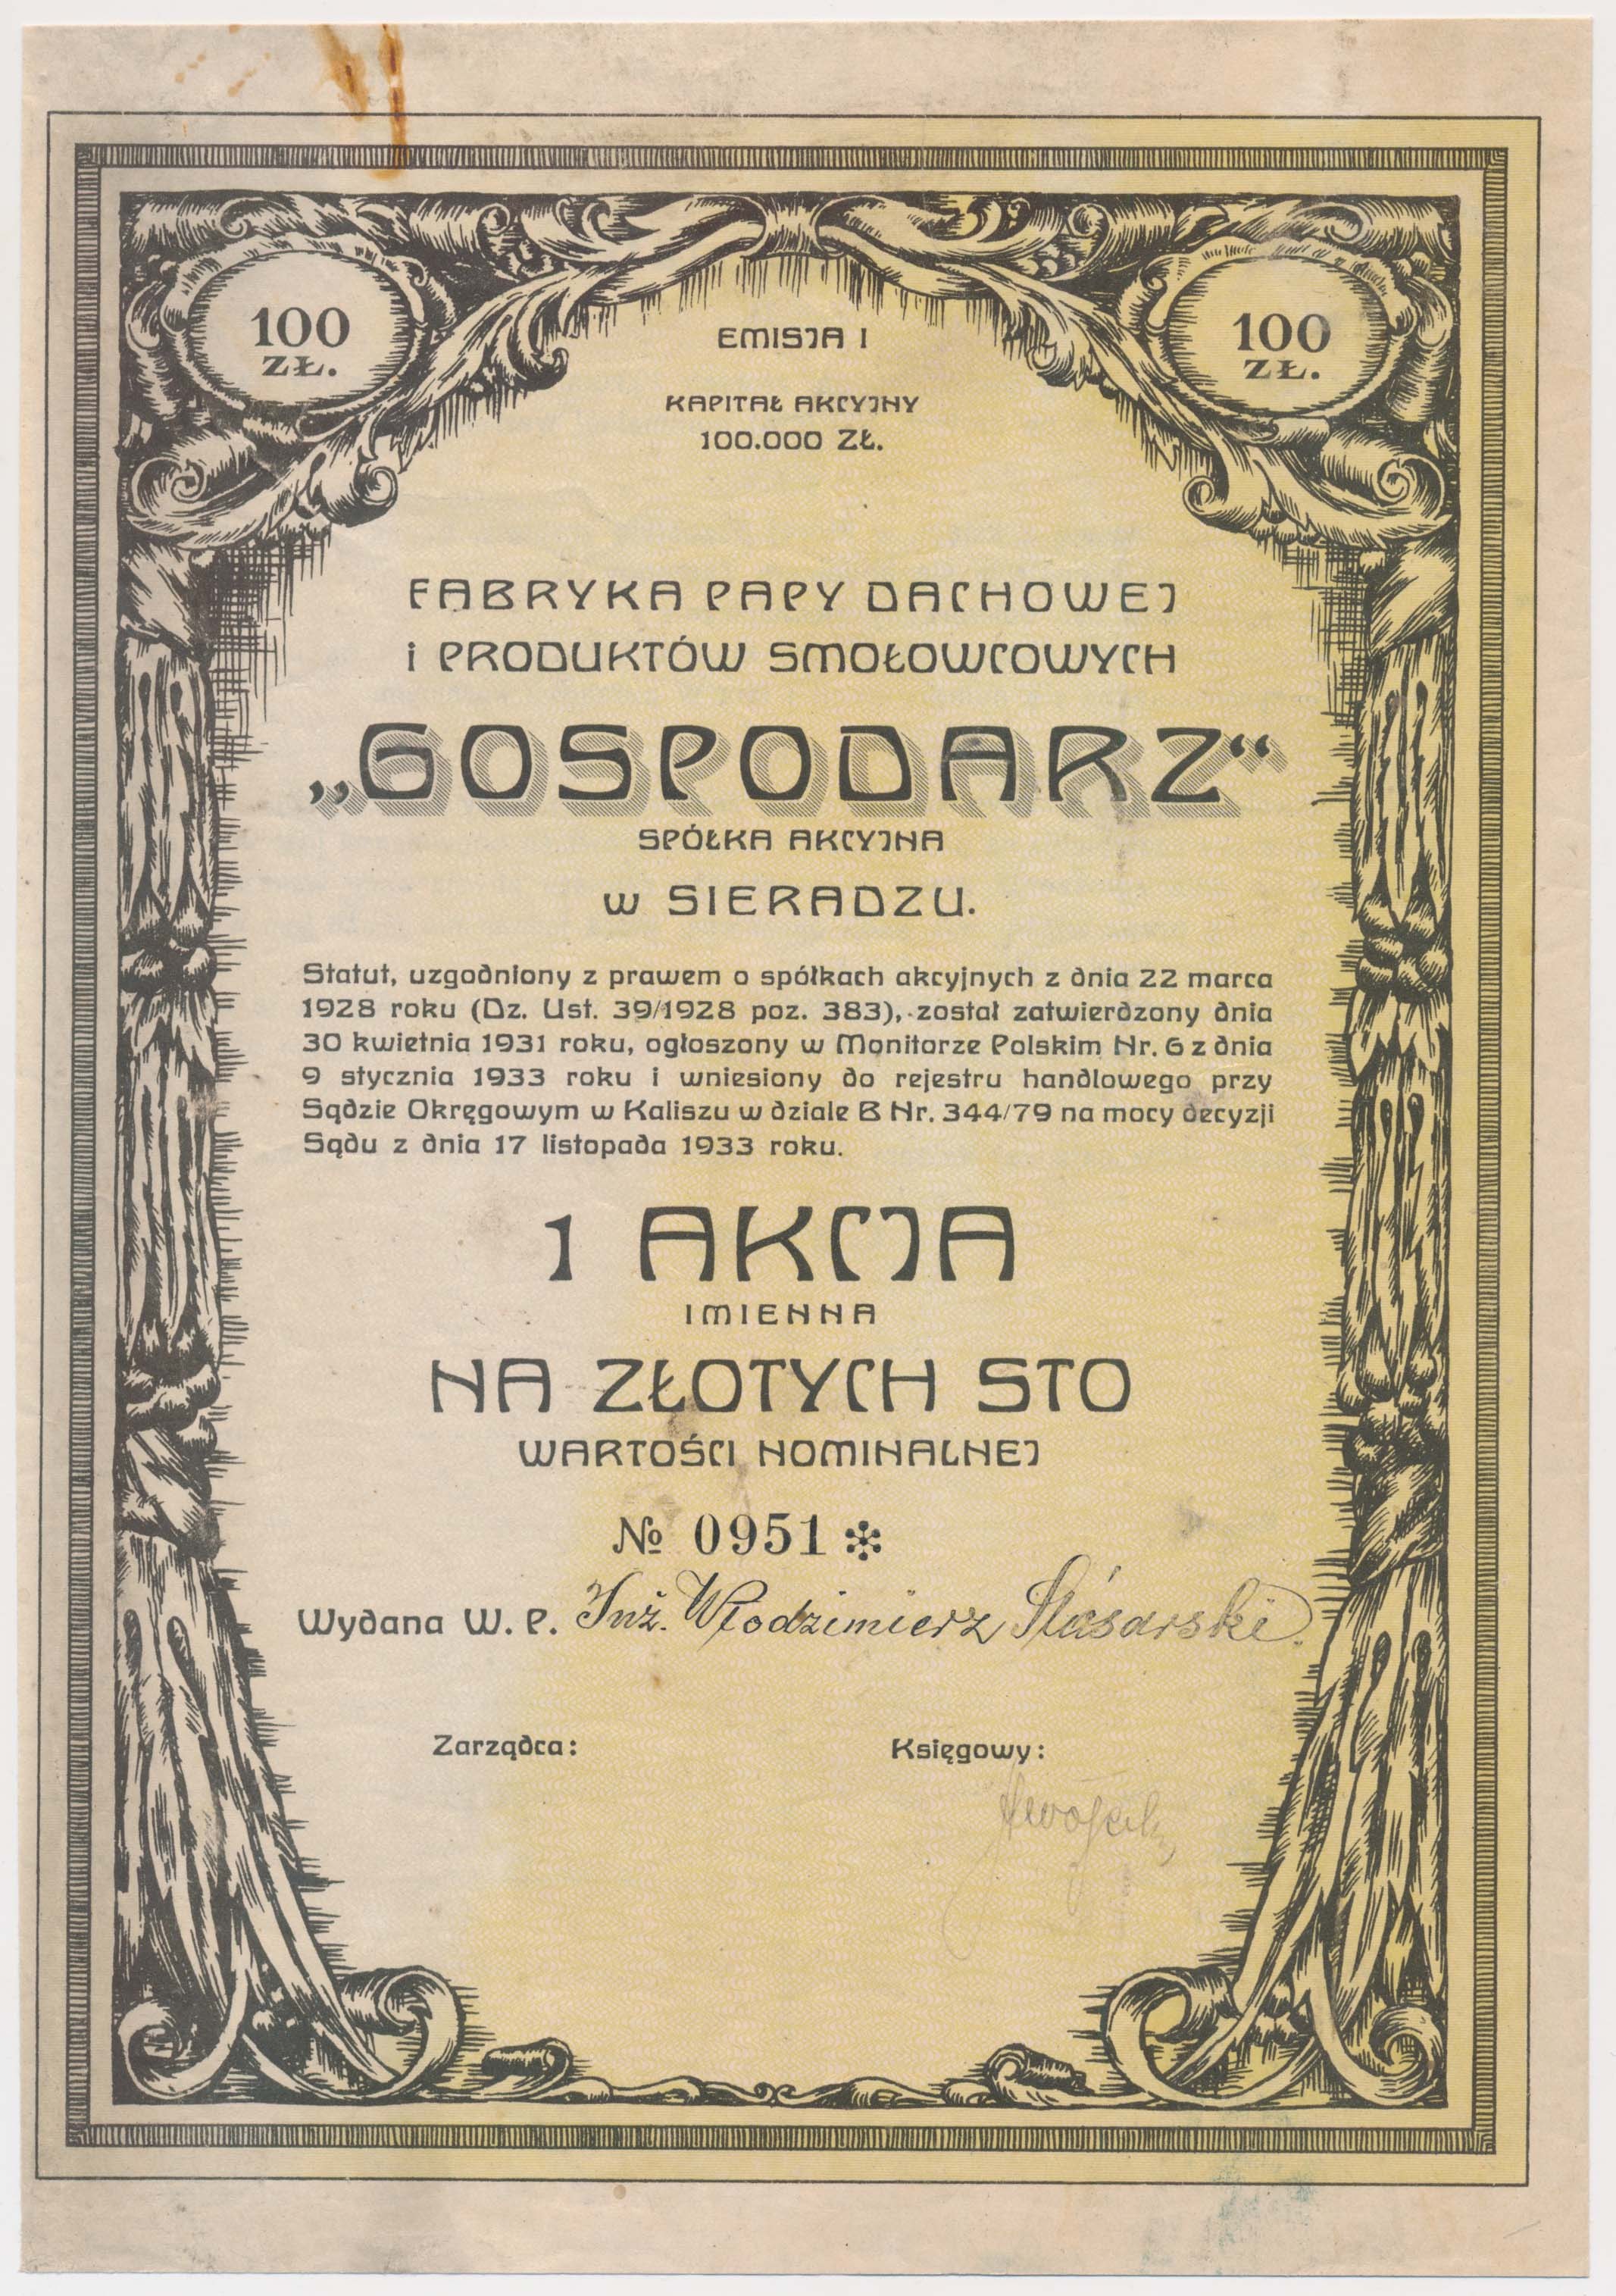 100
ZŁ.
100
ZŁ.
EMISJA I
KAPITAŁ AKCYJNY
100.000 ZŁ.
FABRYKA PAPY DACHOWEJ
i PRODUKTÓW SMOŁOWCOWYCH
„GOSPODARZ“
SPÓŁKA AKCYJNA
w SIERADZU.
Statut, uzgodniony z prawem o spółkach akcyjnych z dnia 22 marca
1928 roku (Dz. Ust. 39/1928 poz. 383), został zatwierdzony dnia
30 kwietnia 1931 roku, ogłoszony w Monitorze Polskim Nr. 6 z dnia
9 stycznia 1933 roku i wniesiony do rejestru handlowego przy
Sądzie Okręgowym w Kaliszu w dziale B Nr. 344/79 na mocy decyzji
Sądu z dnia 17 listopada 1933 roku.
1 AKCJA
IMIENNA
NA ZŁOTYCH STO
WARTOŚCI NOMINALNEJ
№ 0951
Wydana W. P. Inż. Włodzimierz
Zarządca: Księgowy: